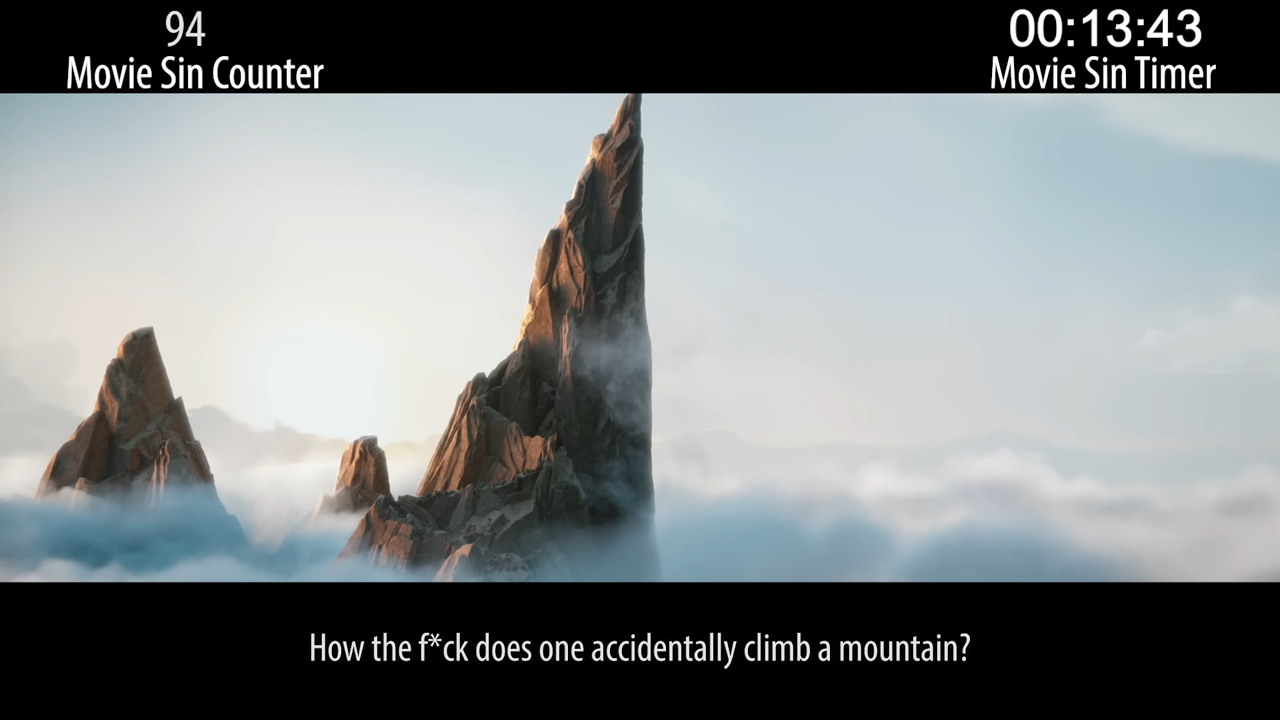 94
Movie Sin Counter
00:13:43
Movie Sin Timer
How the f*ck does one accidentally climb a mountain?